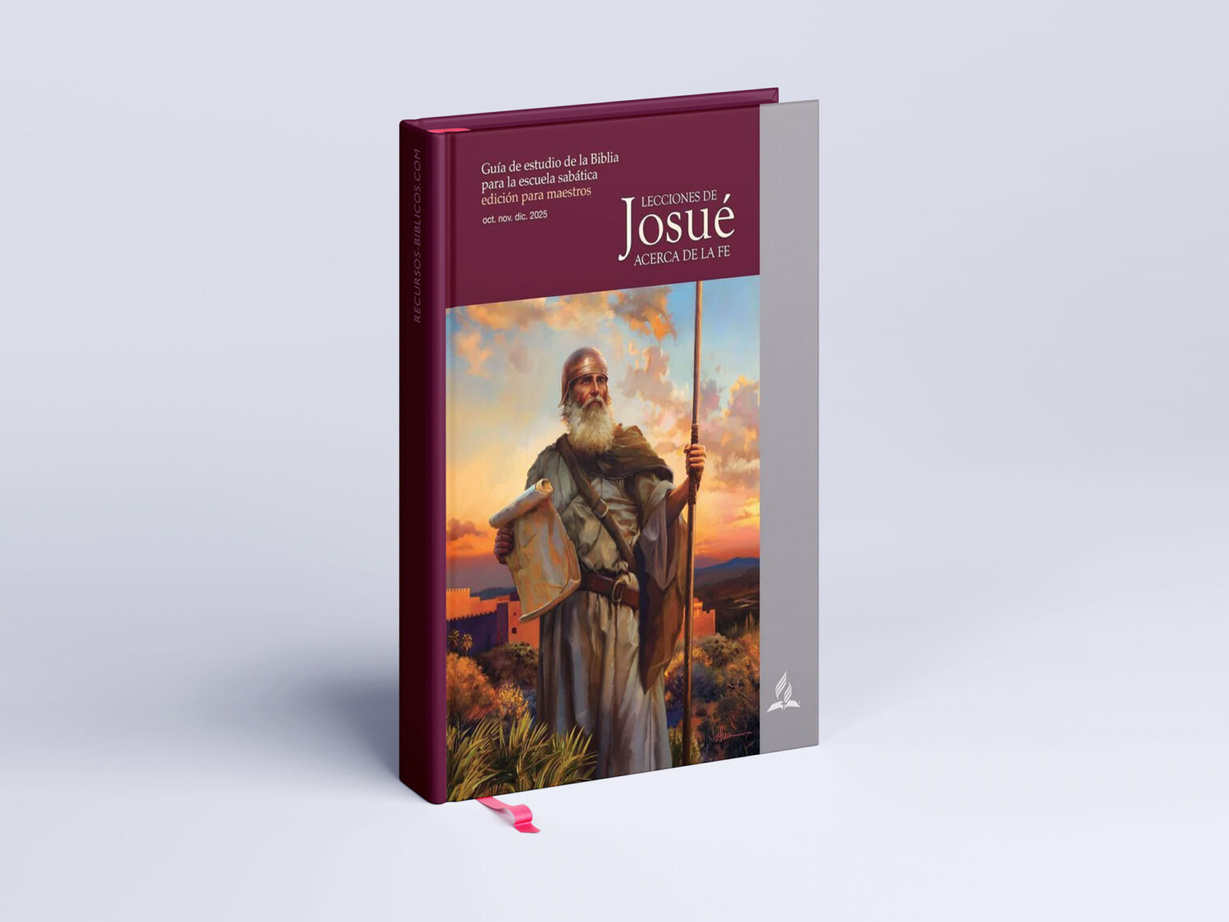 RECURSOS-BIBLICOS.COM
Guía de estudio de la Biblia
para la escuela sabática
edición para maestros
oct. nov. dic. 2025
LECCIONES DE
Josué
ACERCA DE LA FE